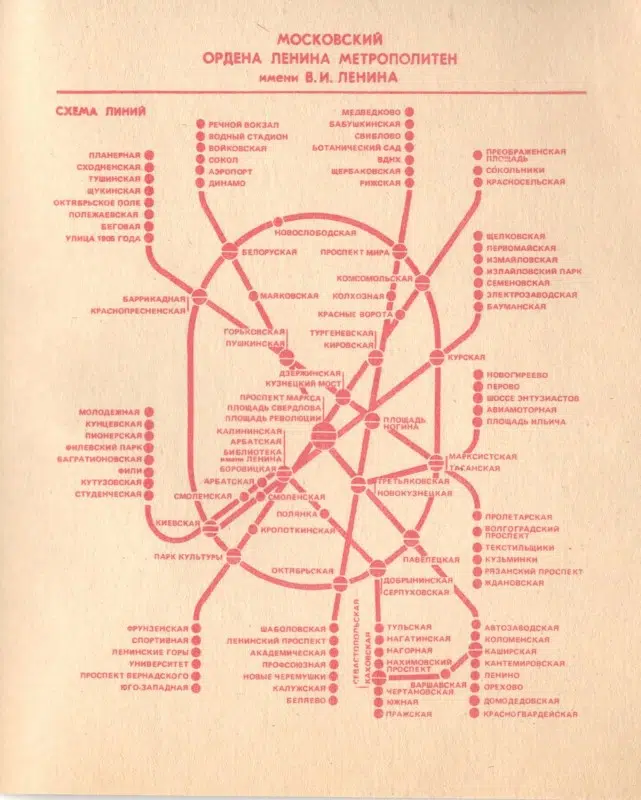 МОСКОВСКИЙ
ОРДЕНА ЛЕНИНА МЕТРОПОЛИТЕН
имени В.И. ЛЕНИНА
СХЕМА ЛИНИЙ
РЕЧНОЙ ВОКЗАЛ
ВОДНЫЙ СТАДИОН
ВОЙКОВСКАЯ
СОКОЛ
АЭРОПОРТ
ДИНАМО
МЕДВЕДКОВО
БАБУШКИНСКАЯ
СВИБЛОВО
БОТАНИЧЕСКИЙ САД
ВДНХ
ЩЕРБАКОВСКАЯ
РИЖСКАЯ
ПРЕОБРАЖЕНСКАЯ
ПЛОЩАДЬ
СОКОЛЬНИКИ
КРАСНОСЕЛЬСКАЯ
ПЛАНЕРНАЯ
СХОДНЕНСКАЯ
ТУШИНСКАЯ
ЩУКИНСКАЯ
ОКТЯБРЬСКОЕ ПОЛЕ
ПОЛЕЖАЕВСКАЯ
БЕГОВАЯ
УЛИЦА 1905 ГОДА
НОВОСЛОБОДСКАЯ
БЕЛОРУСКАЯ
ПРОСПЕКТ МИРА
ЩЕЛКОВСКАЯ
ПЕРВОМАЙСКАЯ
ИЗМАЙЛОВСКАЯ
ИЗМАЙЛОВСКИЙ ПАРК
СЕМЕНОВСКАЯ
ЭЛЕКТРОЗАВОДСКАЯ
БАУМАНСКАЯ
КОМСОМОЛЬСКАЯ
БАРРИКАДНАЯ
КРАСНОПРЕСНЕНСКАЯ
МАЯКОВСКАЯ
КОЛХОЗНАЯ
КРАСНЫЕ ВОРОТА
ГОРЬКОВСКАЯ
ПУШКИНСКАЯ
ТУРГЕНЕВСКАЯ
КИРОВСКАЯ
КУРСКАЯ
ДЗЕРЖИНСКАЯ
КУЗНЕЦКИЙ МОСТ
ПРОСПЕКТ МАРКСА
ПЛОЩАДЬ СВЕРДЛОВА
ПЛОЩАДЬ РЕВОЛЮЦИИ
НОВОГИРЕЕВО
ПЕРОВО
ШОССЕ ЭНТУЗИАСТОВ
АВИАМОТОРНАЯ
ПЛОЩАДЬ ИЛЬИЧА
МОЛОДЕЖНАЯ
КУНЦЕВСКАЯ
ПИОНЕРСКАЯ
ФИЛЕВСКИЙ ПАРК
БАГРАТИОНОВСКАЯ
ФИЛИ
КУТУЗОВСКАЯ
СТУДЕНЧЕСКАЯ
КАЛИНИНСКАЯ
АРБАТСКАЯ
БИБЛИОТЕКА
ИМЕНИ ЛЕНИНА
БОРОВИЦКАЯ
АРБАТСКАЯ
СМОЛЕНСКАЯ
СМОЛЕНСКАЯ
ПЛОЩАДЬ
НОГИНА
МАРКСИСТСКАЯ
ТАГАНСКАЯ
ТРЕТЬЯКОВСКАЯ
НОВОКУЗНЕЦКАЯ
ПОЛЯНКА
КРОПОТКИНСКАЯ
КИЕВСКАЯ
ПАРК КУЛЬТУРЫ
ОКТЯБРЬСКАЯ
ПАВЕЛЕЦКАЯ
ДОБРЫНИНСКАЯ
СЕРПУХОВСКАЯ
ПРОЛЕТАРСКАЯ
ВОЛГОГРАДСКИЙ
ПРОСПЕКТ
ТЕКСТИЛЬЩИКИ
КУЗЬМИНКИ
РЯЗАНСКИЙ ПРОСПЕКТ
ЖДАНОВСКАЯ
ФРУНЗЕНСКАЯ
СПОРТИВНАЯ
ЛЕНИНСКИЕ ГОРЫ
УНИВЕРСИТЕТ
ПРОСПЕКТ ВЕРНАДСКОГО
ЮГО-ЗАПАДНАЯ
ШАБОЛОВСКАЯ
ЛЕНИНСКИЙ ПРОСПЕКТ
АКАДЕМИЧЕСКАЯ
ПРОФСОЮЗНАЯ
НОВЫЕ ЧЕРЕМУШКИ
КАЛУЖСКАЯ
БЕЛЯЕВО
СЕВАСТОПОЛЬСКАЯ
КАХОВСКАЯ
ТУЛЬСКАЯ
НАГАТИНСКАЯ
НАГОРНАЯ
НАХИМОВСКИЙ
ПРОСПЕКТ
ВАРШАВСКАЯ
ЧЕРТАНОВСКАЯ
ЮЖНАЯ
ПРАЖСКАЯ
АВТОЗАВОДСКАЯ
КОЛОМЕНСКАЯ
КАШИРСКАЯ
КАНТЕМИРОВСКАЯ
ЛЕНИНО
ОРЕХОВО
ДОМОДЕДОВСКАЯ
КРАСНОГВАРДЕЙСКАЯ